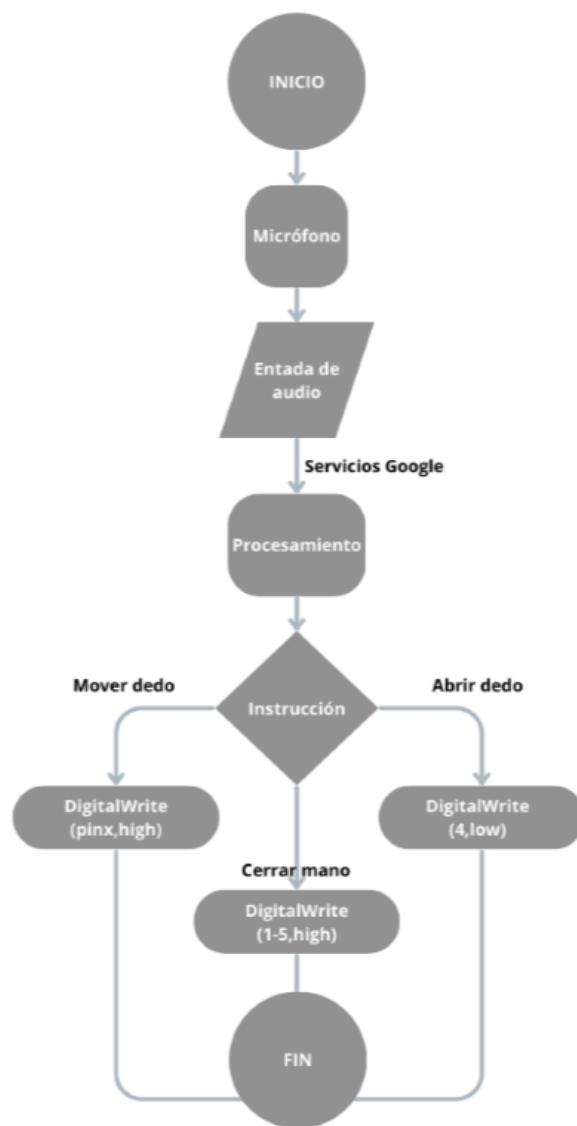 INICIO
Micrófono
Entada de
audio
Servicios Google
Procesamiento
Mover dedo
Abrir dedo
Instrucción
DigitalWrite
(pinx,high)
DigitalWrite
(4,low)
Cerrar mano
DigitalWrite
(1-5,high)
FIN